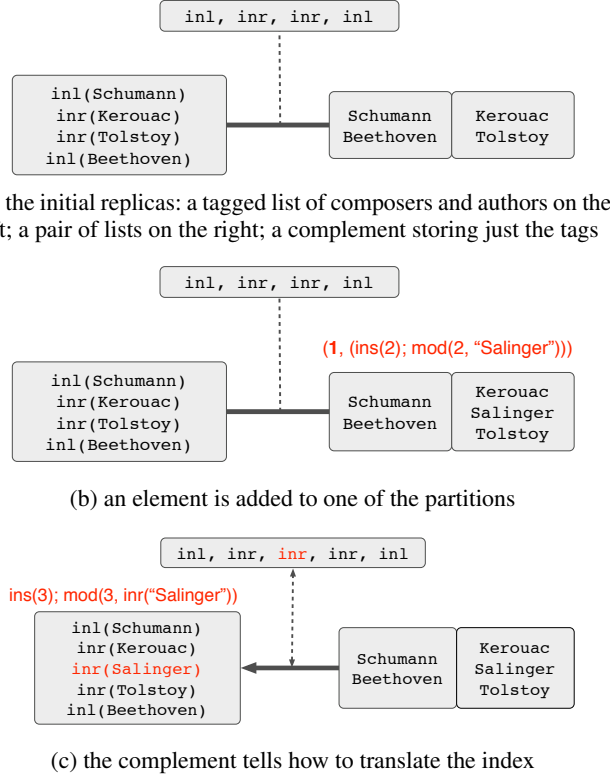 inl, inr, inr, inl
inl(Schumann)
inr(Kerouac)
inr(Tolstoy)
inl(Beethoven)
Schumann
Beethoven
Kerouac
Tolstoy
the initial replicas: a tagged list of composers and authors on the
; a pair of lists on the right; a complement storing just the tags
inl, inr, inr, inl
(1, (ins(2); mod(2, “Salinger”)))
inl(Schumann)
inr(Kerouac)
inr(Tolstoy)
inl(Beethoven)
Schumann
Beethoven
Kerouac
Salinger
Tolstoy
(b) an element is added to one of the partitions
inl, inr, inr, inr, inl
ins(3); mod(3, inr(“Salinger”))
inl(Schumann)
inr(Kerouac)
inr(Salinger)
inr(Tolstoy)
inl(Beethoven)
Schumann
Beethoven
Kerouac
Salinger
Tolstoy
(c) the complement tells how to translate the index